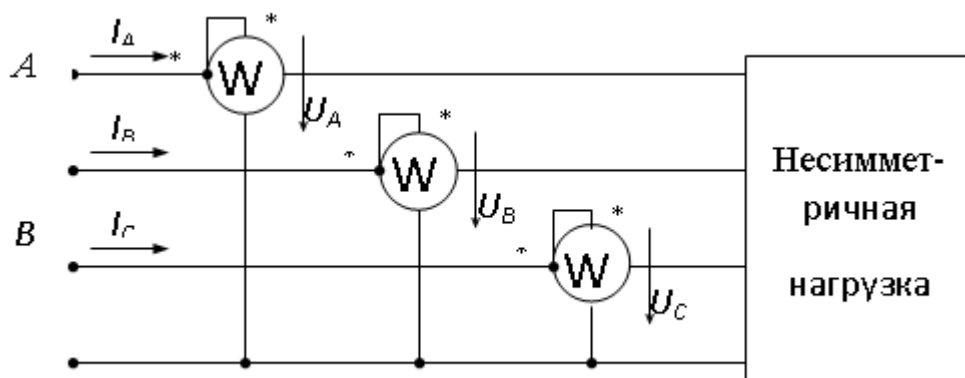 I_A *
* W
A
U_A
I_B *
* W
U_B
Несиммет-
ричная
нагрузка
B
I_C *
* W
U_C